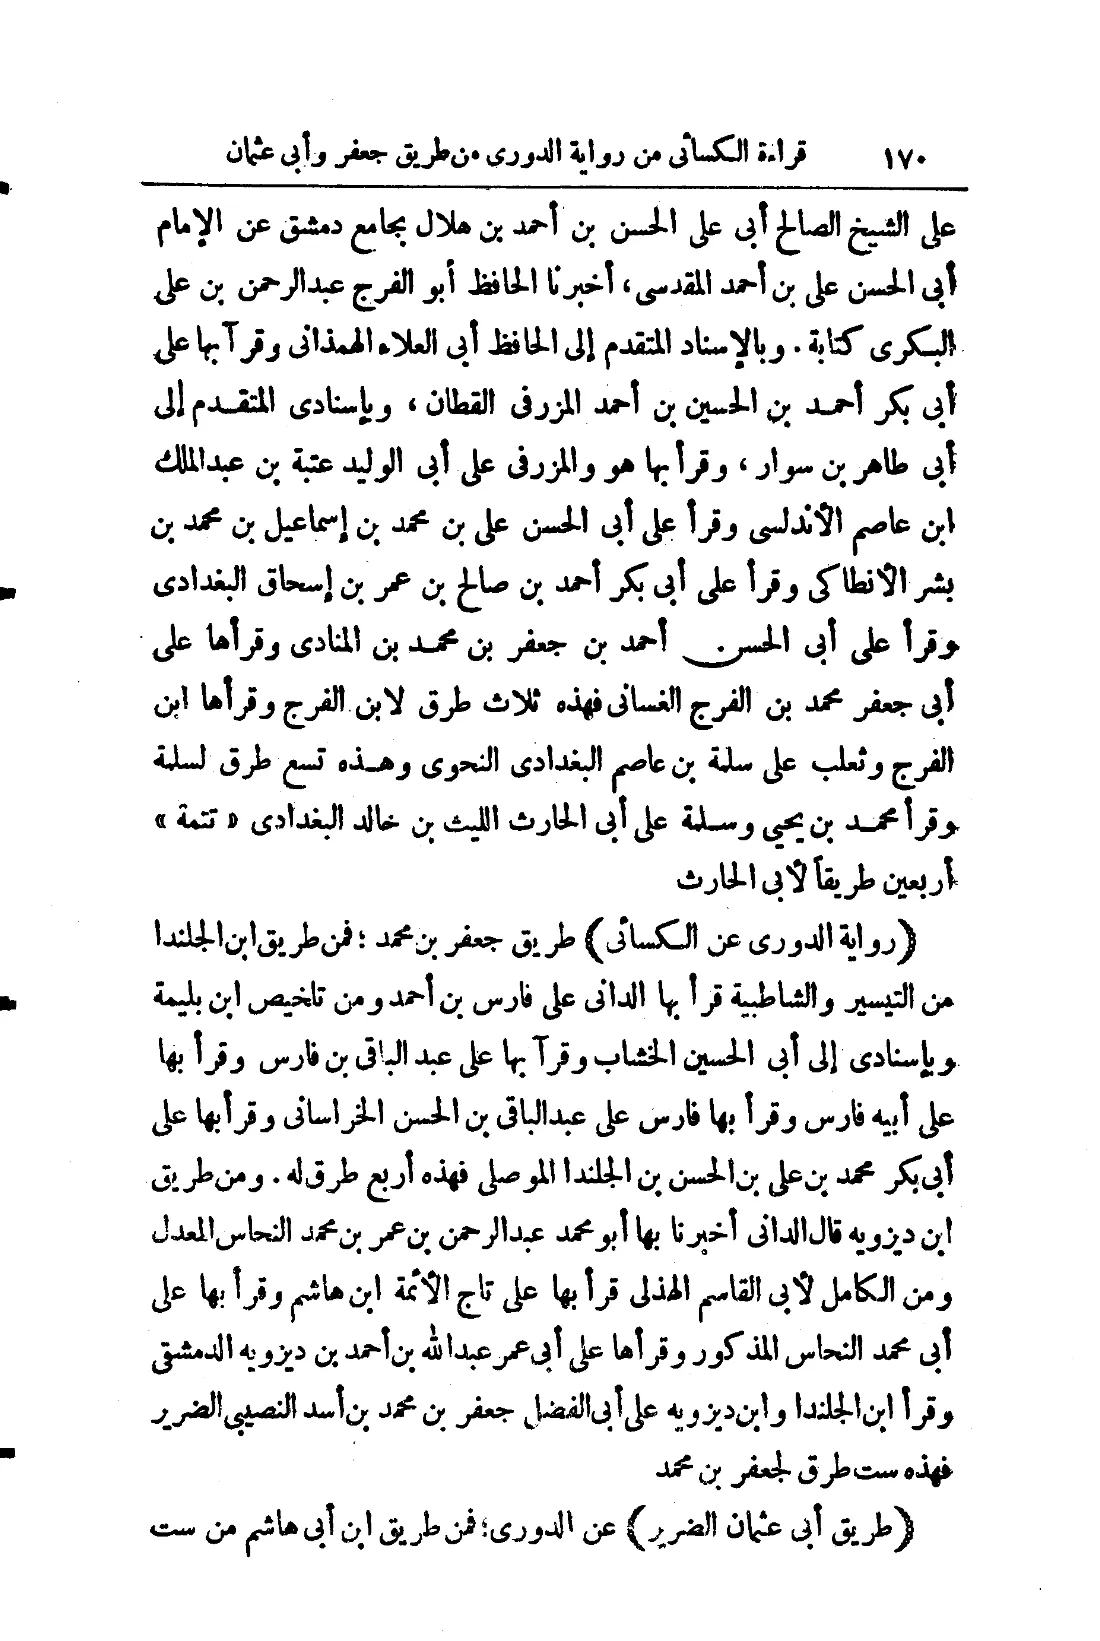 ١٧٠ قراءة الكسائى من رواية الدورى من طريق جعفر وأبى عثمان
على الشيخ الصالح أبى على الحسن بن أحمد بن هلال بجامع دمشق عن الإمام
أبى الحسن على بن أحمد المقدسى، أخبرنا الحافظ أبو الفرج عبدالرحمن بن على
البكرى كتابة. وبالإسناد المتقدم إلى الحافظ أبى العلاء الهمذانى وقرآ بها على
أبى بكر أحمد بن الحسين بن أحمد المزرفى القطان، وبإسنادى المتقدم إلى
أبى طاهر بن سوار، وقرأ بها هو والمزرفى على أبى الوليد عتبة بن عبدالملك
ابن عاصم الأندلسى وقرأ على أبى الحسن على بن محمد بن إسماعيل بن محمد بن
بشر الأنطاكى وقرأ على أبى بكر أحمد بن صالح بن عمر بن إسحاق البغدادى
وقرأ على أبى الحسن أحمد بن جعفر بن محمد بن المنادى وقرأها على
أبى جعفر محمد بن الفرج الغسانى فهذه ثلاث طرق لابن الفرج وقرأها ابن
الفرج وثعلب على سلمة بن عاصم البغدادى النحوى وهذه تسع طرق لسلمة
وقرأ محمد بن يحيى وسلمة على أبى الحارث الليث بن خالد البغدادى « تتمة »
أربعين طريقاً لأبى الحارث
(رواية الدورى عن الكسائى) طريق جعفر بن محمد : فمن طريق ابن الجلندا
من التيسير والشاطبية قرأ بها الدانى على فارس بن أحمد ومن تلخيص ابن بليمة
وبإسنادى إلى أبى الحسين الخشاب وقرآ بها على عبد الباقى بن فارس وقرأ بها
على أبيه فارس وقرأ بها فارس على عبدالباقى بن الحسن الخراسانى وقرأ بها على
أبى بكر محمد بن على بن الحسن بن الجلندا الموصلى فهذه أربع طرق له. ومن طريق
ابن ديزويه قال الدانى أخبرنا بها أبو محمد عبدالرحمن بن عمر بن محمد النحاس المعدل
ومن الكامل لأبى القاسم الهذلى قرأ بها على تاج الأئمة ابن هاشم وقرأ بها على
أبى محمد النحاس المذكور وقرأها على أبى عمر عبدالله بن أحمد بن ديزويه الدمشقى
وقرأ ابن الجلندا وابن ديزويه على أبى الفضل جعفر بن محمد بن أسد النصيبى الضرير
فهذه ست طرق لجعفر بن محمد
(طريق أبى عثمان الضرير) عن الدورى؛ فمن طريق ابن أبى هاشم من ست